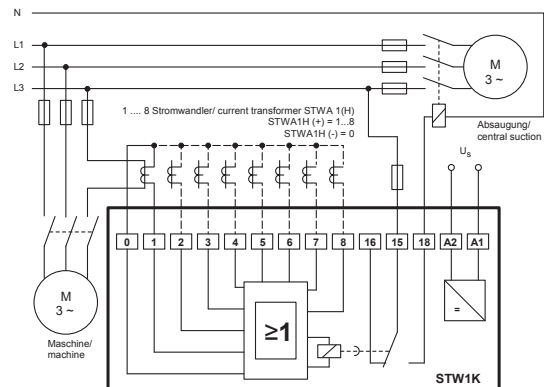 N
L1
L2
L3
M
3 ~
1 .... 8 Stromwandler/ current transformer STWA 1(H)
STWA1H (+) = 1...8
STWA1H (-) = 0
Absaugung/
central suction
Us
0 1 2 3 4 5 6 7 8 16 15 18 A2 A1
M
3 ~
≥1
=
Maschine/
machine
STW1K